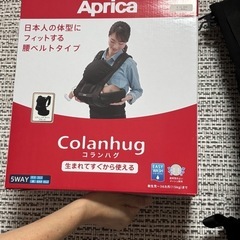 Aprica
日本人の体型に
フィットする
腰ベルトタイプ
Colanhug
コランハグ
生まれてすぐから使える
EASY
WASH
5WAY